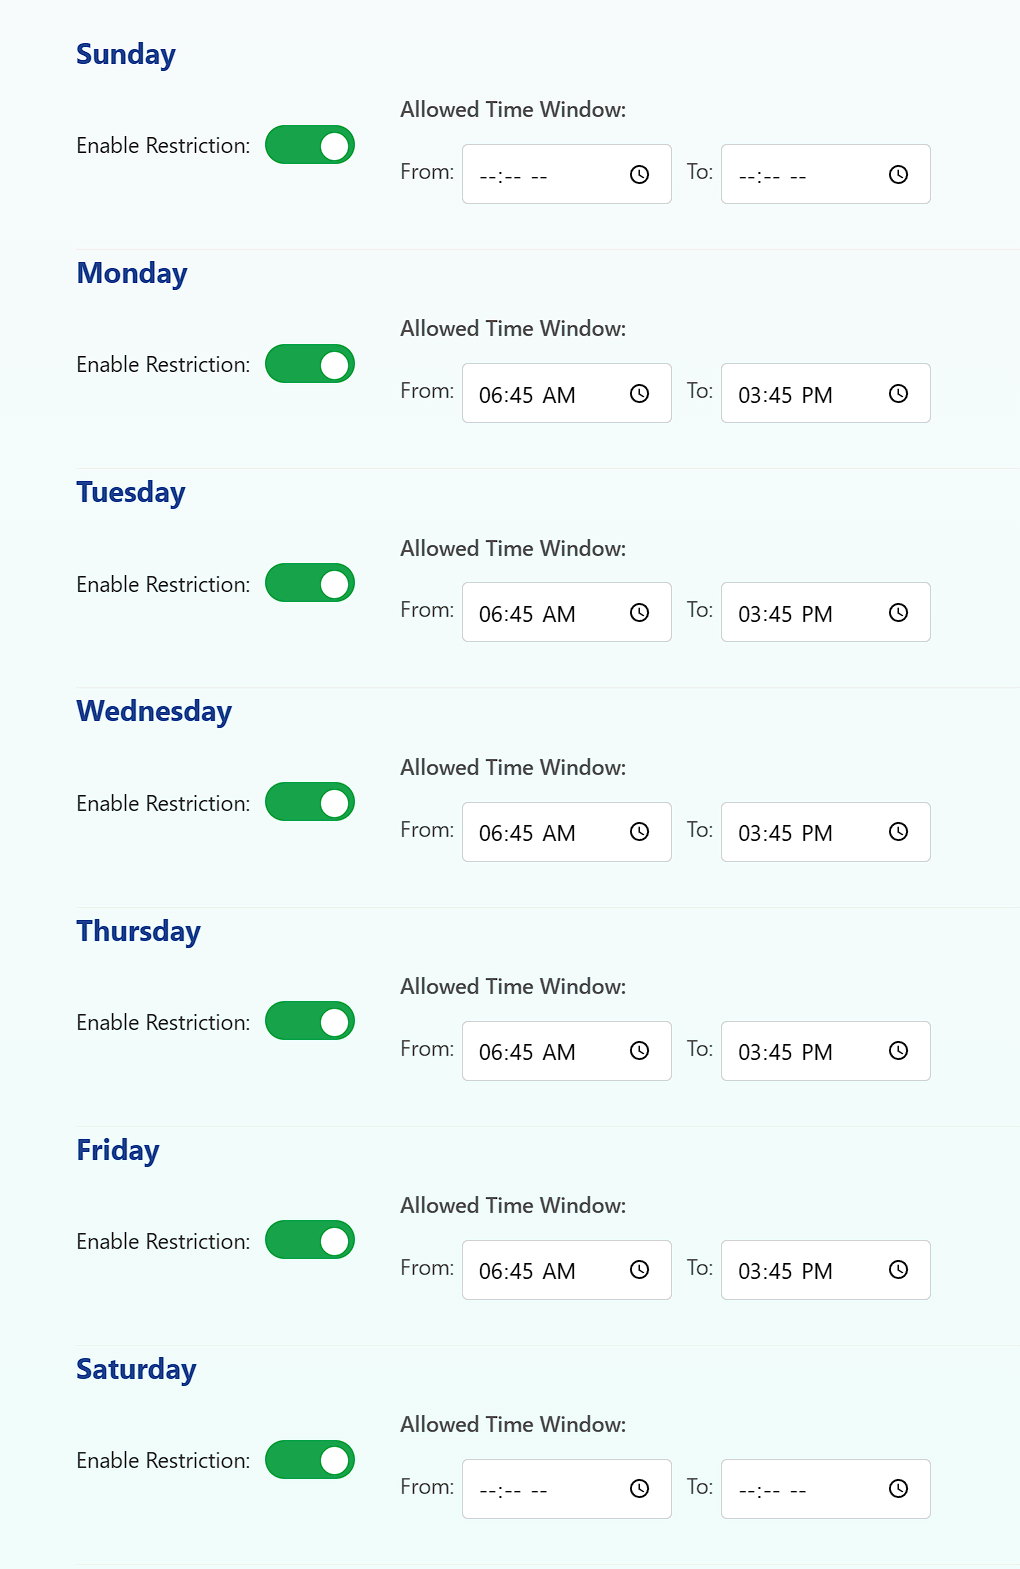 Sunday
Allowed Time Window:
Enable Restriction:
From: --:-- -- To: --:-- --
Monday
Allowed Time Window:
Enable Restriction:
From: 06:45 AM To: 03:45 PM
Tuesday
Allowed Time Window:
Enable Restriction:
From: 06:45 AM To: 03:45 PM
Wednesday
Allowed Time Window:
Enable Restriction:
From: 06:45 AM To: 03:45 PM
Thursday
Allowed Time Window:
Enable Restriction:
From: 06:45 AM To: 03:45 PM
Friday
Allowed Time Window:
Enable Restriction:
From: 06:45 AM To: 03:45 PM
Saturday
Allowed Time Window:
Enable Restriction:
From: --:-- -- To: --:-- --